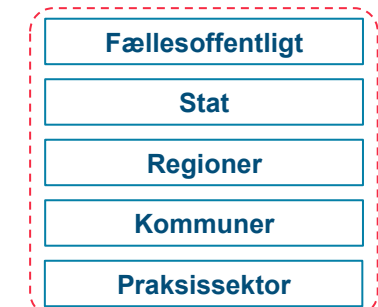 Fællesoffentligt
Stat
Regioner
Kommuner
Praksissektor